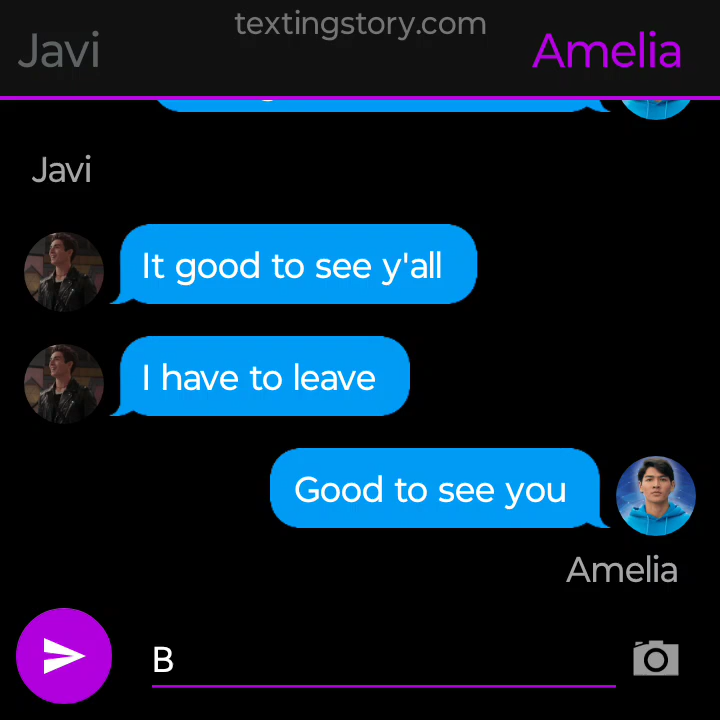 textingstory.com
Javi
Amelia
Javi
It good to see y'all
I have to leave
Good to see you
Amelia
B